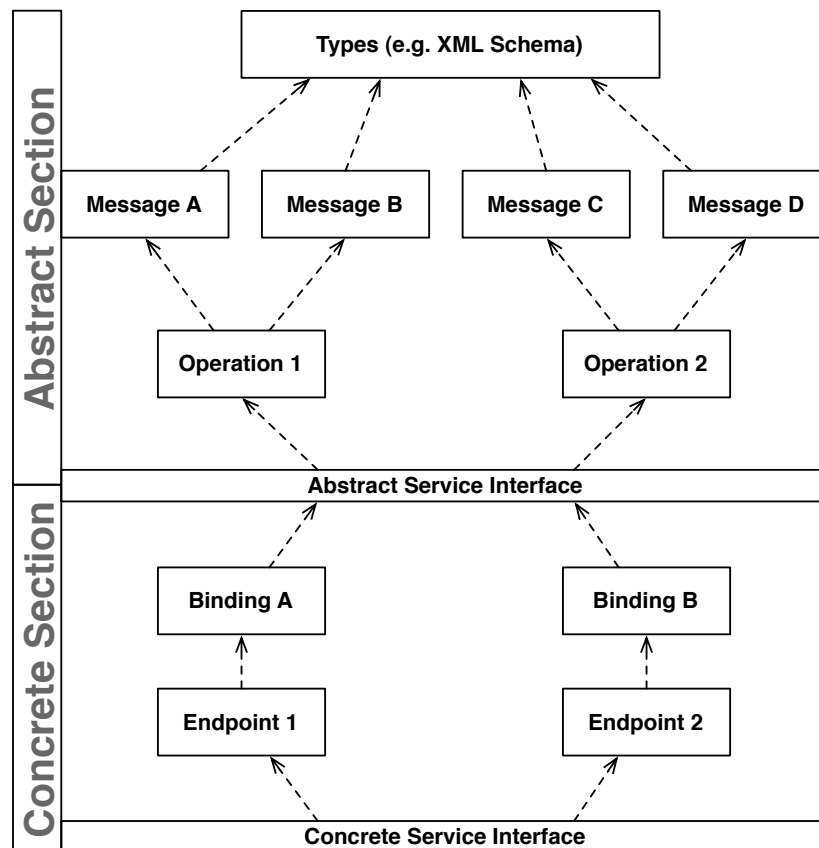 Abstract Section
Types (e.g. XML Schema)
Message A
Message B
Message C
Message D
Operation 1
Operation 2
Abstract Service Interface
Concrete Section
Binding A
Binding B
Endpoint 1
Endpoint 2
Concrete Service Interface